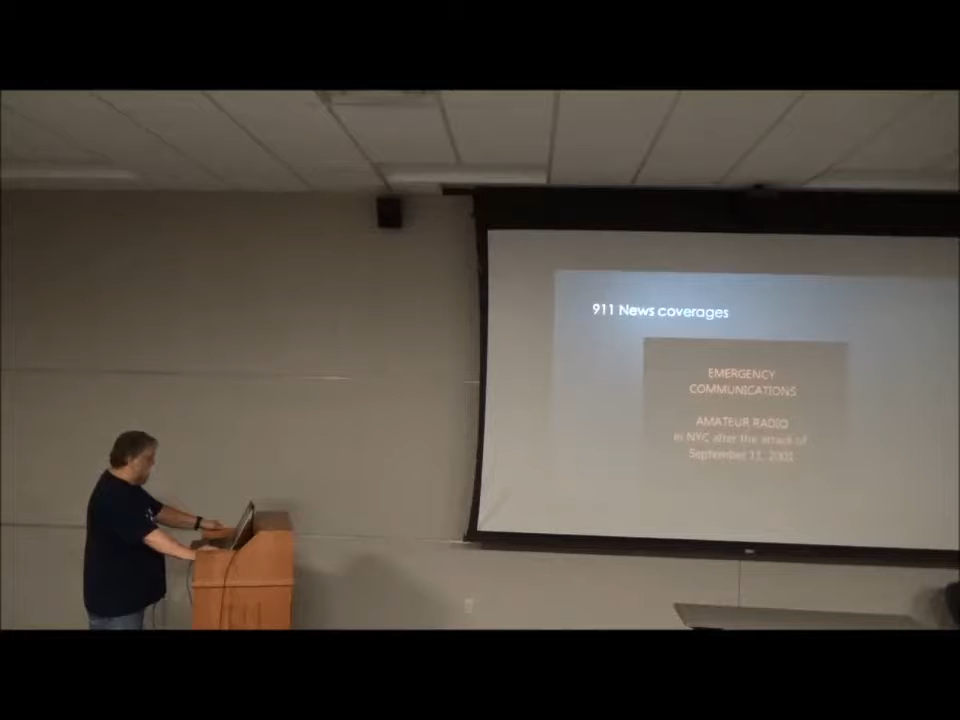 911 News coverages
EMERGENCY
COMMUNICATIONS
AMATEUR RADIO
in NYC after the attack of
September 11, 2001